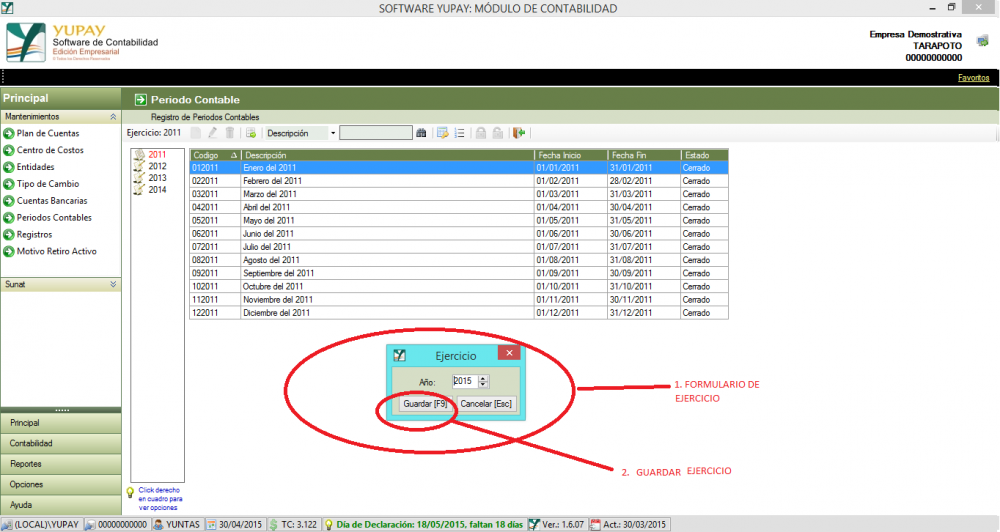 SOFTWARE YUPAY: MÓDULO DE CONTABILIDAD
YUPAY
Software de Contabilidad
Edición Empresarial
© Todos los Derechos Reservados
Empresa Demostrativa
TARAPOTO
00000000000
Favoritos
Principal
Periodo Contable
Mantenimientos
Registro de Periodos Contables
Plan de Cuentas
Centro de Costos
Entidades
Tipo de Cambio
Cuentas Bancarias
Periodos Contables
Registros
Motivo Retiro Activo
Sunat
Principal
Contabilidad
Reportes
Opciones
Ayuda
Ejercicio: 2011
Descripción
2011
2012
2013
2014
Click derecho
en cuadro para
ver opciones
Codigo Descripción Fecha Inicio Fecha Fin Estado
012011 Enero del 2011 01/01/2011 31/01/2011 Cerrado
022011 Febrero del 2011 01/02/2011 28/02/2011 Cerrado
032011 Marzo del 2011 01/03/2011 31/03/2011 Cerrado
042011 Abril del 2011 01/04/2011 30/04/2011 Cerrado
052011 Mayo del 2011 01/05/2011 31/05/2011 Cerrado
062011 Junio del 2011 01/06/2011 30/06/2011 Cerrado
072011 Julio del 2011 01/07/2011 31/07/2011 Cerrado
082011 Agosto del 2011 01/08/2011 31/08/2011 Cerrado
092011 Septiembre del 2011 01/09/2011 30/09/2011 Cerrado
102011 Octubre del 2011 01/10/2011 31/10/2011 Cerrado
112011 Noviembre del 2011 01/11/2011 30/11/2011 Cerrado
122011 Diciembre del 2011 01/12/2011 31/12/2011 Cerrado
Ejercicio
Año: 2015
Guardar [F9] Cancelar [Esc]
1. FORMULARIO DE
EJERCICIO
2. GUARDAR EJERCICIO
(LOCAL)\YUPAY 00000000000 YUNTAS 30/04/2015 TC: 3.122 Día de Declaración: 18/05/2015, faltan 18 días Ver.: 1.6.07 Act.: 30/03/2015